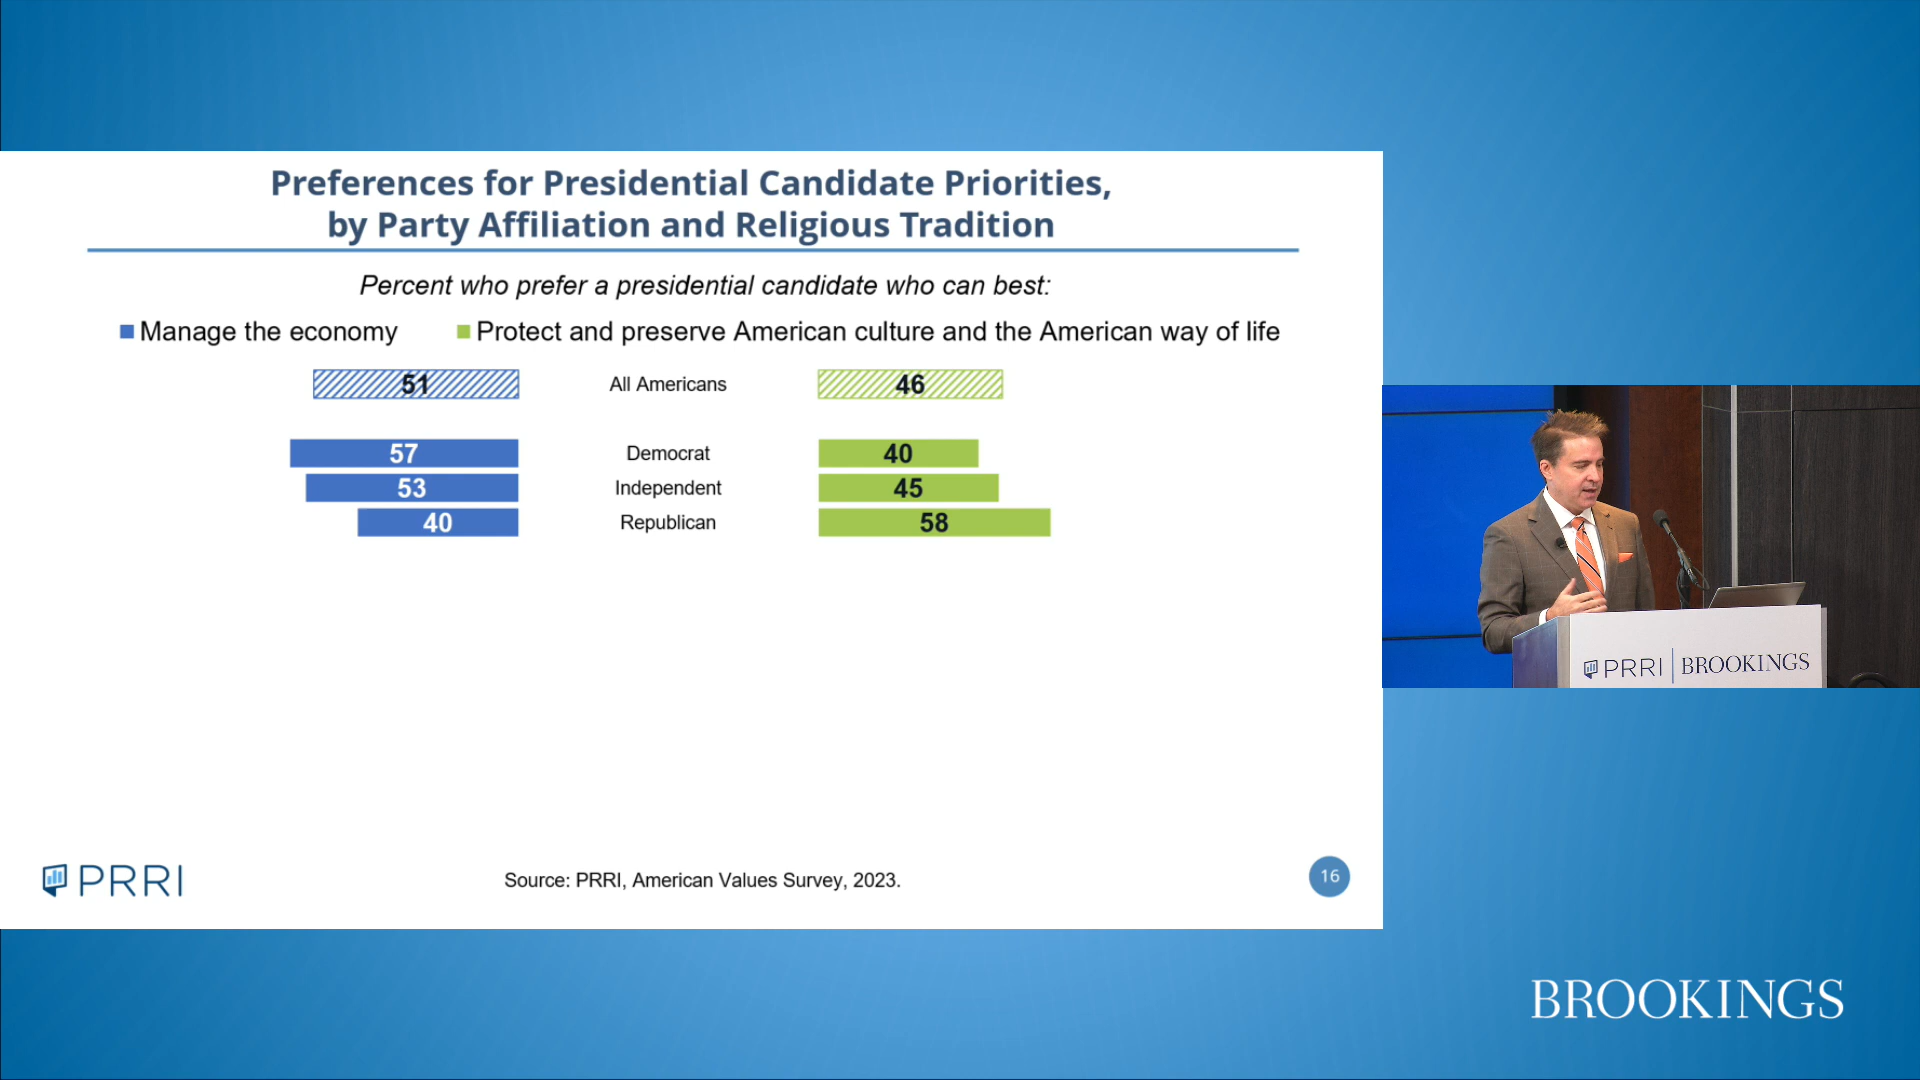 Preferences for Presidential Candidate Priorities,
by Party Affiliation and Religious Tradition
Percent who prefer a presidential candidate who can best:
Manage the economy Protect and preserve American culture and the American way of life
51 All Americans 46
57 Democrat 40
53 Independent 45
40 Republican 58
PRRI Source: PRRI, American Values Survey, 2023. 16
PRRI | BROOKINGS
BROOKINGS